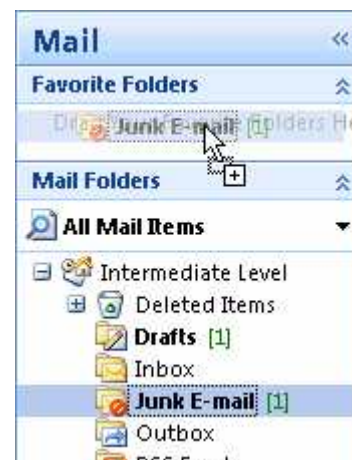 Mail
Favorite Folders
Junk E-mail [1]
Mail Folders
All Mail Items
Intermediate Level
Deleted Items
Drafts [1]
Inbox
Junk E-mail [1]
Outbox